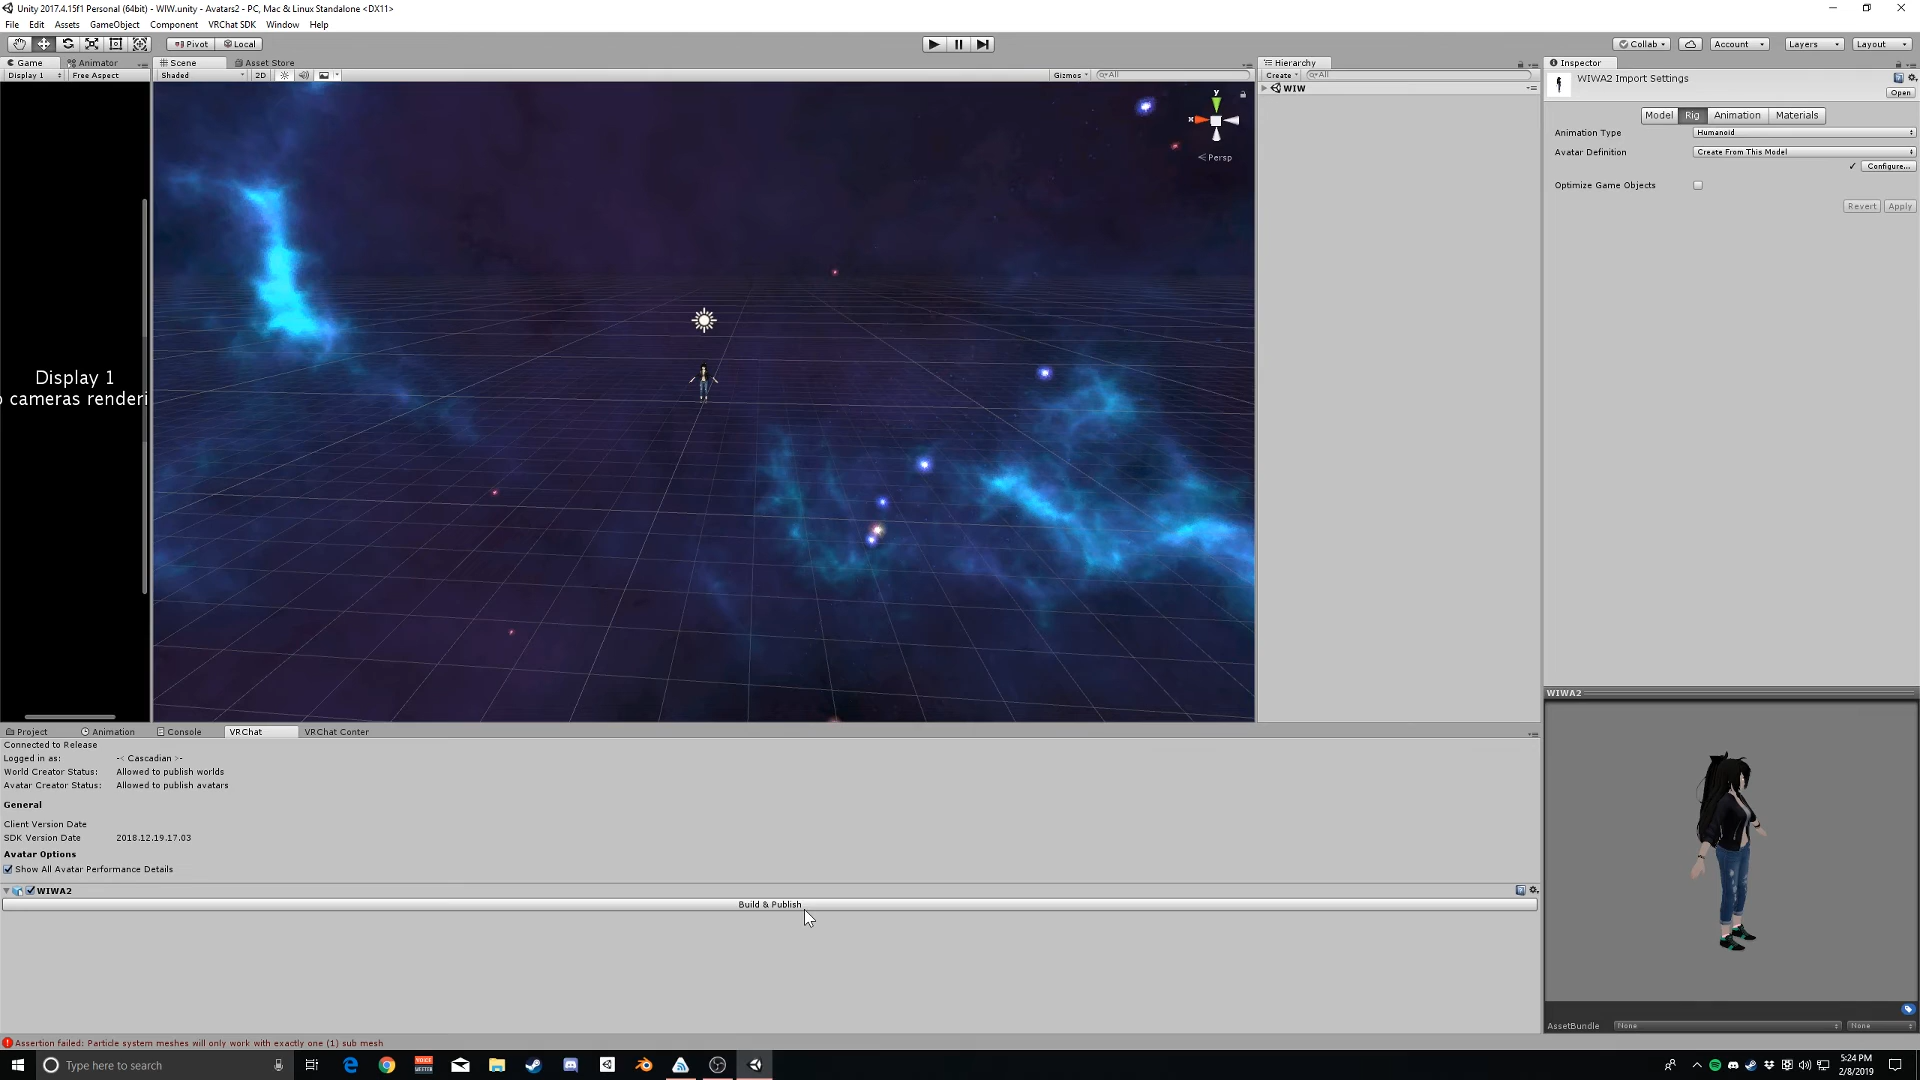 Unity 2017.4.15f1 Personal (64bit) - WIW.unity - Avatars2 - PC, Mac & Linux Standalone <DX11>
File Edit Assets GameObject Component VRChat SDK Window Help
Pivot Local Collab Account Layers Layout
Game Animator Scene Asset Store Hierarchy Inspector
Display 1 Free Aspect Shaded 2D Gizmos All Create All
WIW
WIWA2 Import Settings
Open
Model Rig Animation Materials
Animation Type Humanoid
Avatar Definition Create From This Model
Configure...
Optimize Game Objects
Revert Apply
y
x
Persp
Display 1
cameras renderi
WIWA2
Project Animation Console VRChat VRChat Conter
Connected to Release
Logged in as: -< Cascadian >-
World Creator Status: Allowed to publish worlds
Avatar Creator Status: Allowed to publish avatars
General
Client Version Date
SDK Version Date 2018.12.19.17.03
Avatar Options
Show All Avatar Performance Details
WIWA2
Build & Publish
AssetBundle None None
Assertion failed: Particle system meshes will only work with exactly one (1) sub mesh
Type here to search
5:24 PM
2/8/2019